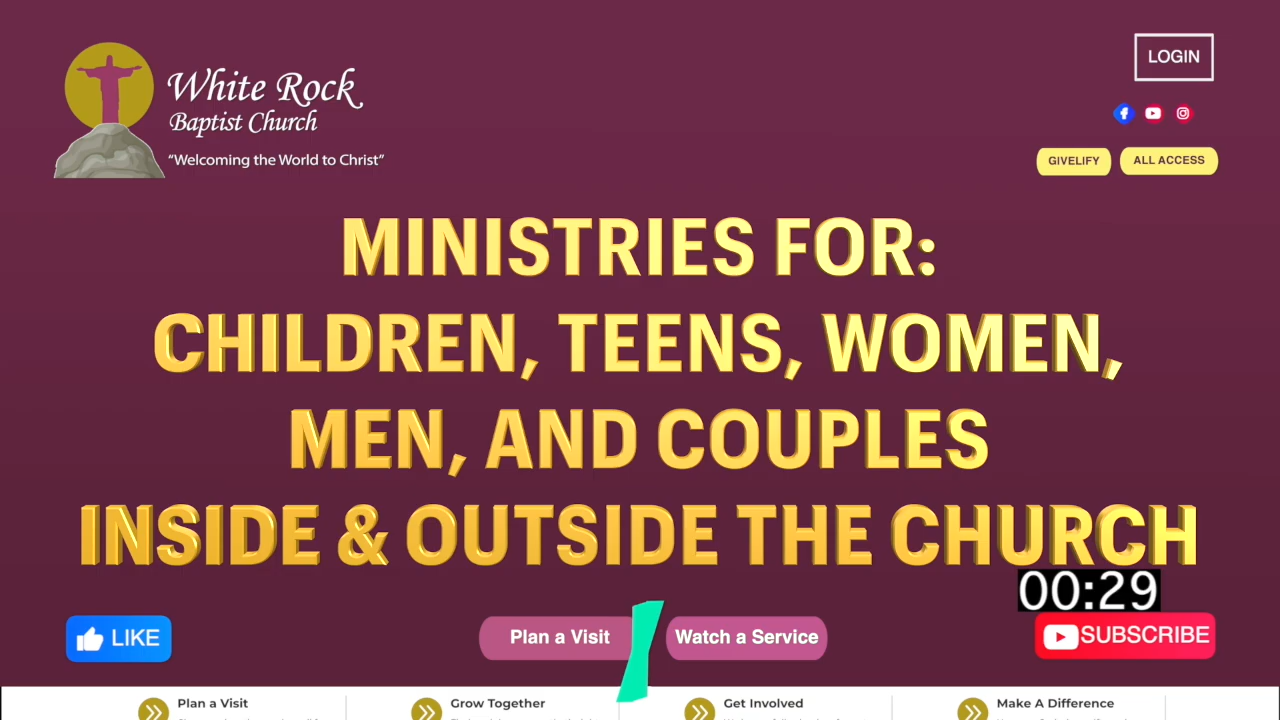 White Rock
Baptist Church
“Welcoming the World to Christ”
LOGIN
GIVELIFY
ALL ACCESS
MINISTRIES FOR:
CHILDREN, TEENS, WOMEN,
MEN, AND COUPLES
INSIDE & OUTSIDE THE CHURCH
00:29
LIKE
Plan a Visit
Watch a Service
SUBSCRIBE
Plan a Visit
Grow Together
Get Involved
Make A Difference